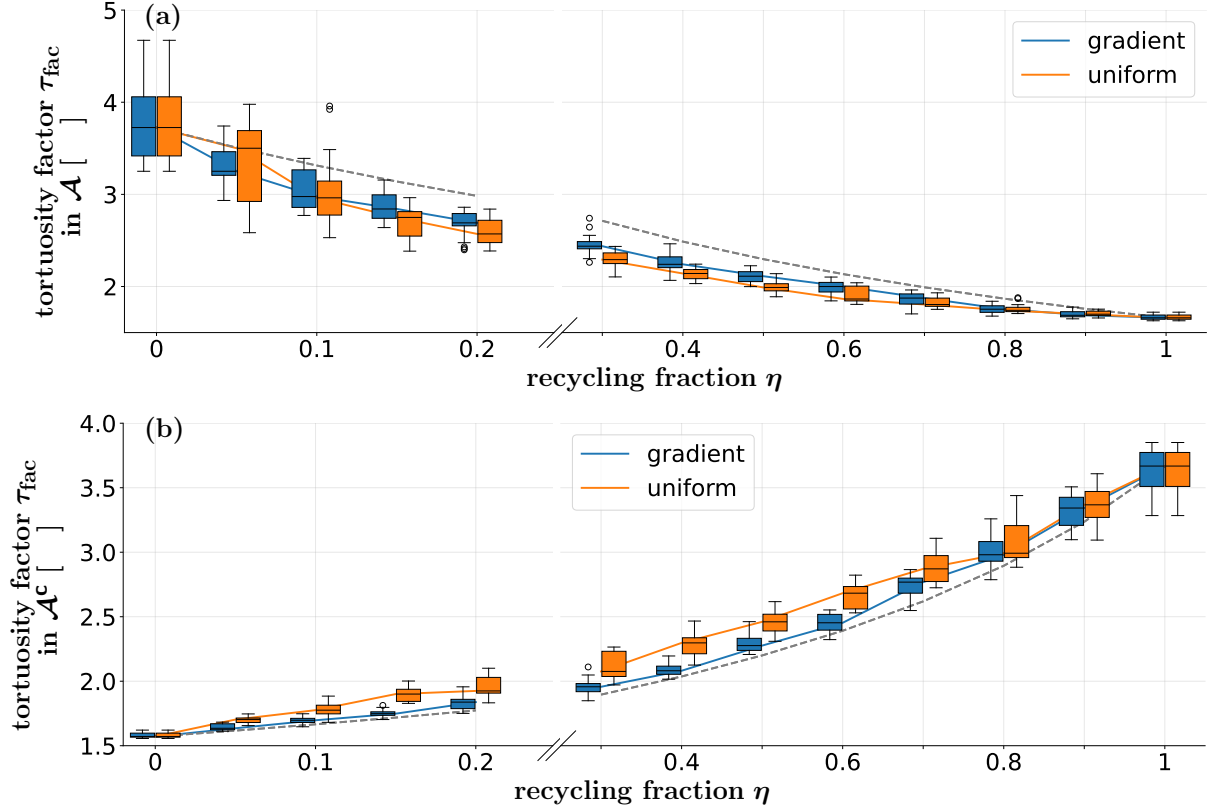 (a)
5
4
3
2
tortuosity factor τfac
in 𝒜 [ ]
gradient
uniform
0 0.1 0.2 0.4 0.6 0.8 1
recycling fraction η
(b)
4.0
3.5
3.0
2.5
2.0
1.5
tortuosity factor τfac
in 𝒜ᶜ [ ]
gradient
uniform
0 0.1 0.2 0.4 0.6 0.8 1
recycling fraction η